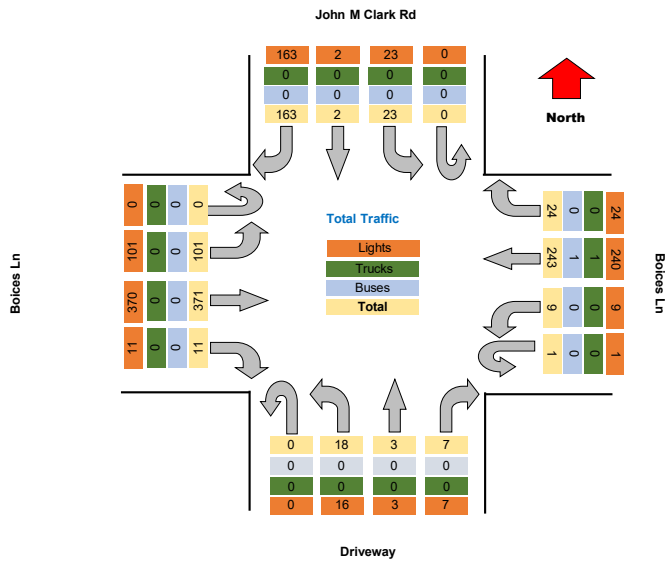 John M Clark Rd
163 2 23 0
0 0 0 0
0 0 0 0
163 2 23 0
North
0 0 0 0
101 0 0 101
370 0 0 371
11 0 0 11
Boices Ln
Total Traffic
Lights
Trucks
Buses
Total
24 0 0 24
243 1 1 240
9 0 0 9
1 0 0 1
Boices Ln
0 18 3 7
0 0 0 0
0 0 0 0
0 16 3 7
Driveway